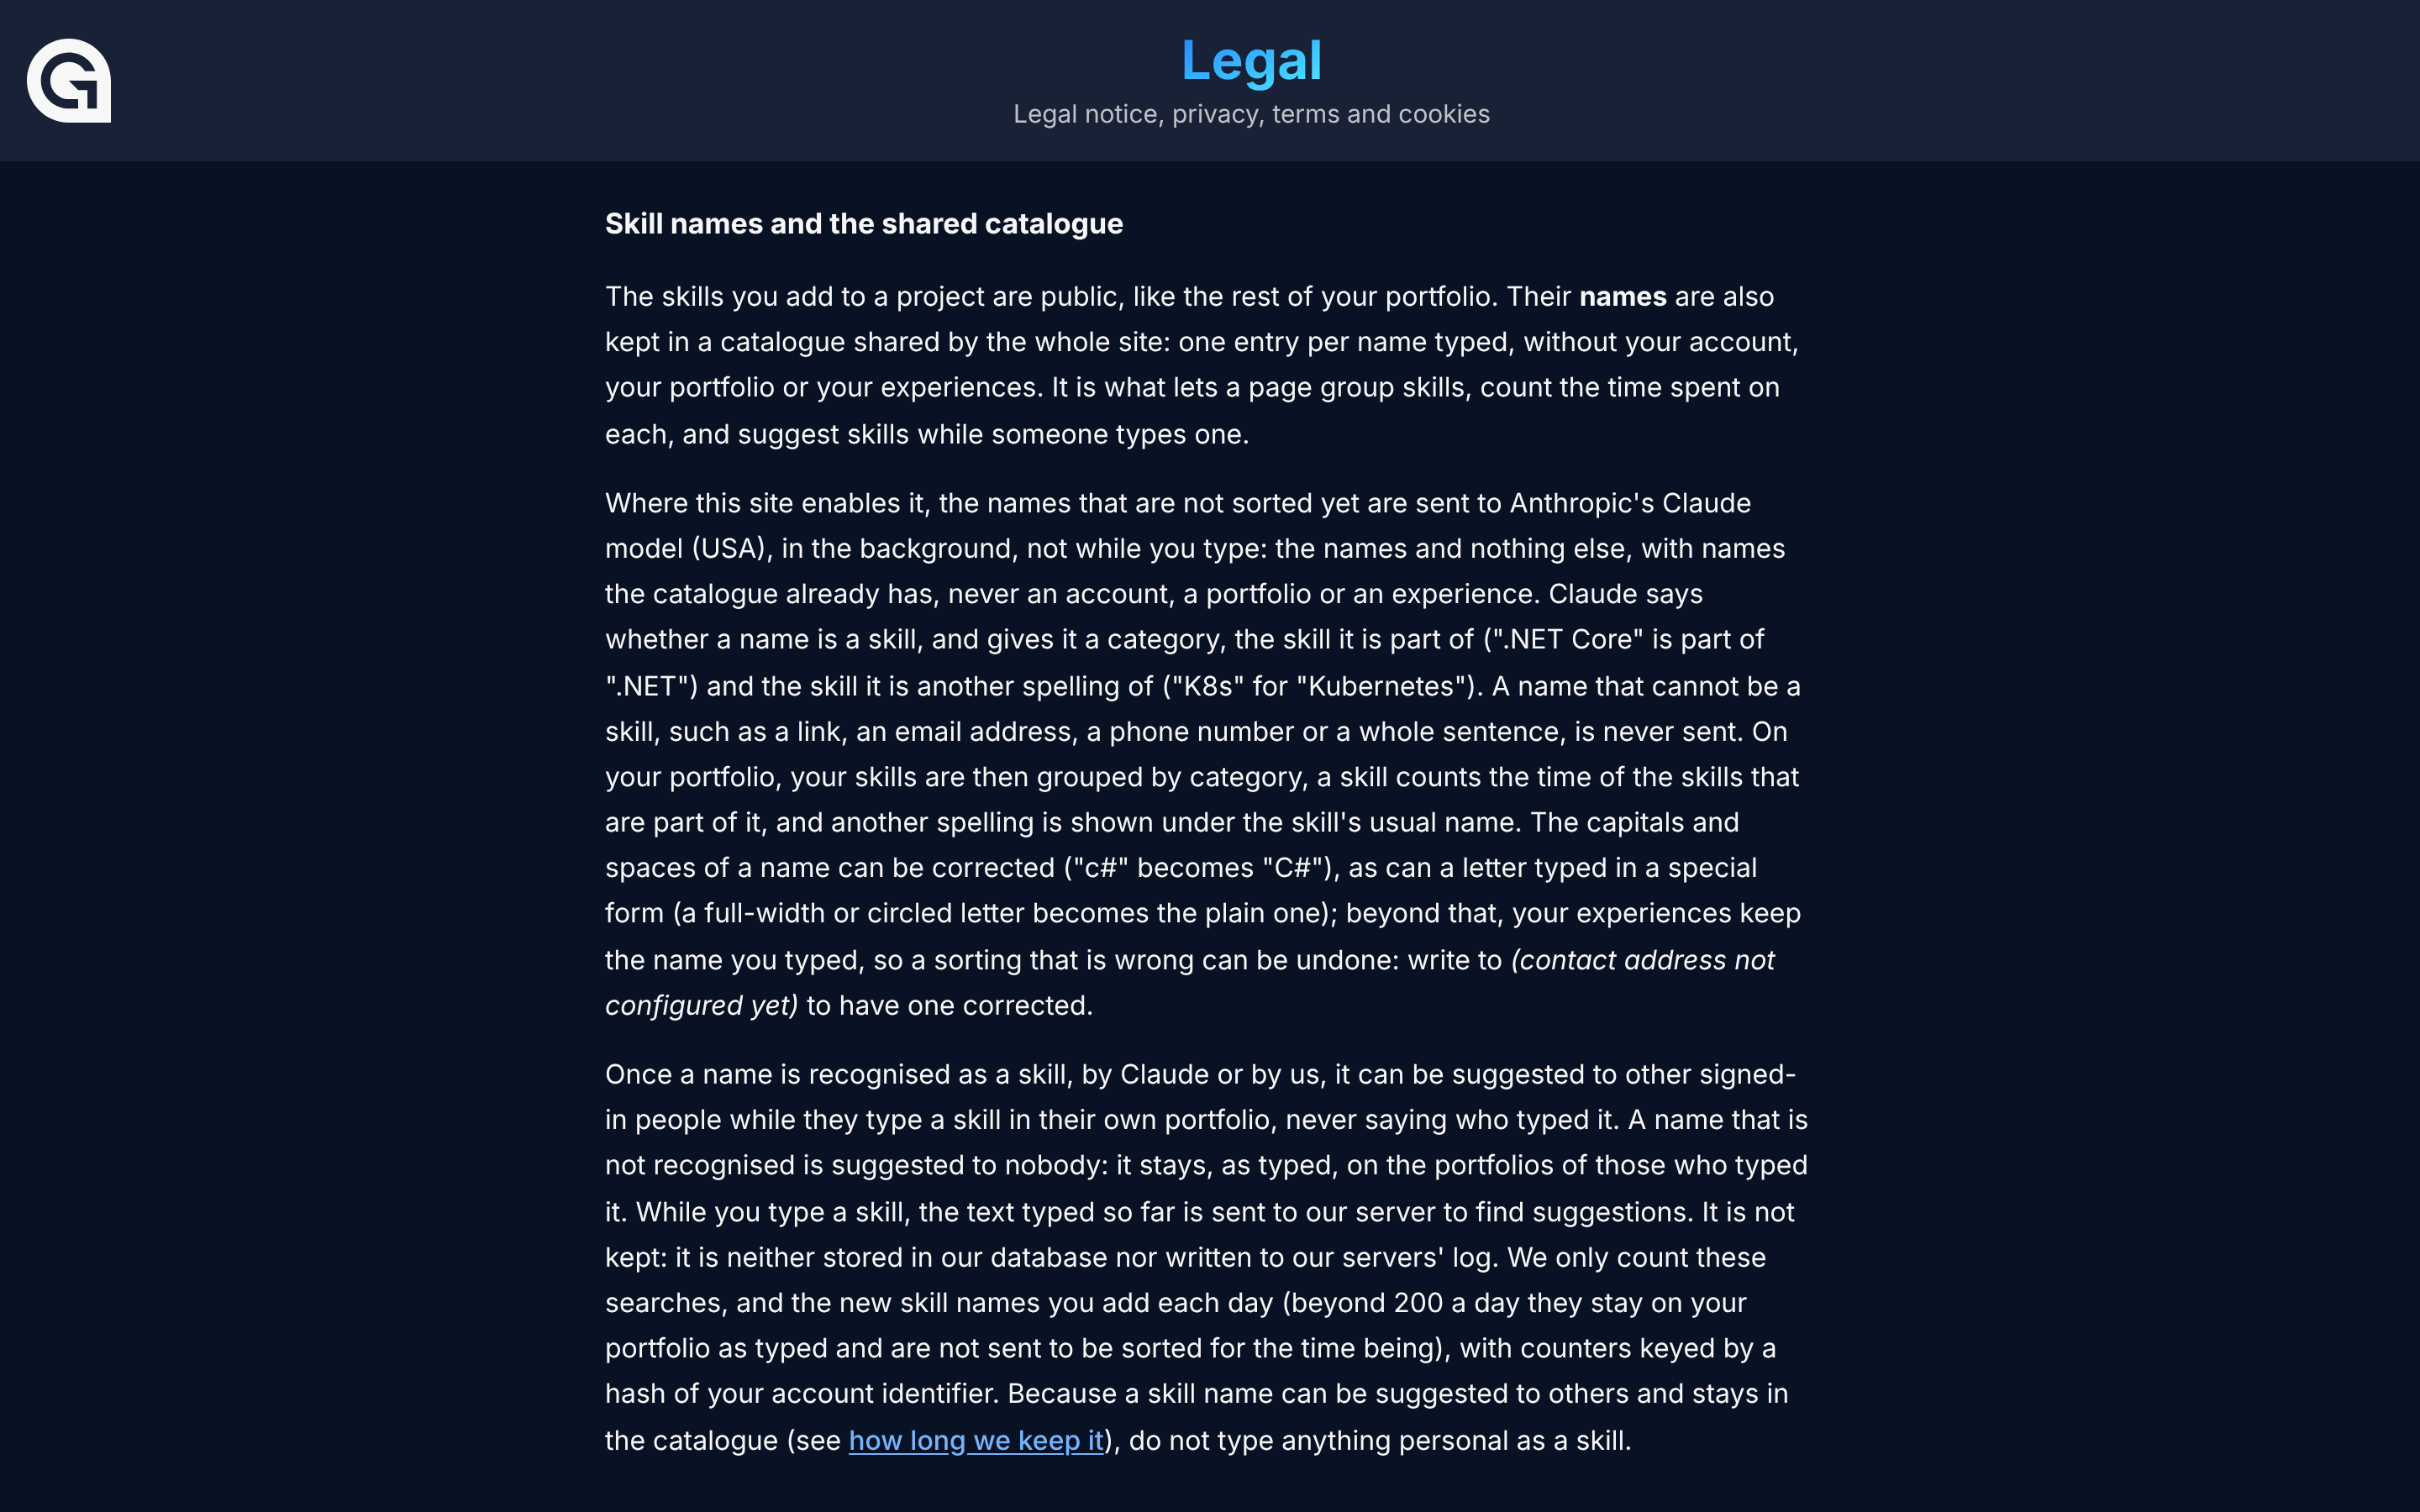 Legal
Legal notice, privacy, terms and cookies
Skill names and the shared catalogue
The skills you add to a project are public, like the rest of your portfolio. Their names are also
kept in a catalogue shared by the whole site: one entry per name typed, without your account,
your portfolio or your experiences. It is what lets a page group skills, count the time spent on
each, and suggest skills while someone types one.
Where this site enables it, the names that are not sorted yet are sent to Anthropic's Claude
model (USA), in the background, not while you type: the names and nothing else, with names
the catalogue already has, never an account, a portfolio or an experience. Claude says
whether a name is a skill, and gives it a category, the skill it is part of (".NET Core" is part of
".NET") and the skill it is another spelling of ("K8s" for "Kubernetes"). A name that cannot be a
skill, such as a link, an email address, a phone number or a whole sentence, is never sent. On
your portfolio, your skills are then grouped by category, a skill counts the time of the skills that
are part of it, and another spelling is shown under the skill's usual name. The capitals and
spaces of a name can be corrected ("c#" becomes "C#"), as can a letter typed in a special
form (a full-width or circled letter becomes the plain one); beyond that, your experiences keep
the name you typed, so a sorting that is wrong can be undone: write to (contact address not
configured yet) to have one corrected.
Once a name is recognised as a skill, by Claude or by us, it can be suggested to other signed-
in people while they type a skill in their own portfolio, never saying who typed it. A name that is
not recognised is suggested to nobody: it stays, as typed, on the portfolios of those who typed
it. While you type a skill, the text typed so far is sent to our server to find suggestions. It is not
kept: it is neither stored in our database nor written to our servers' log. We only count these
searches, and the new skill names you add each day (beyond 200 a day they stay on your
portfolio as typed and are not sent to be sorted for the time being), with counters keyed by a
hash of your account identifier. Because a skill name can be suggested to others and stays in
the catalogue (see how long we keep it), do not type anything personal as a skill.